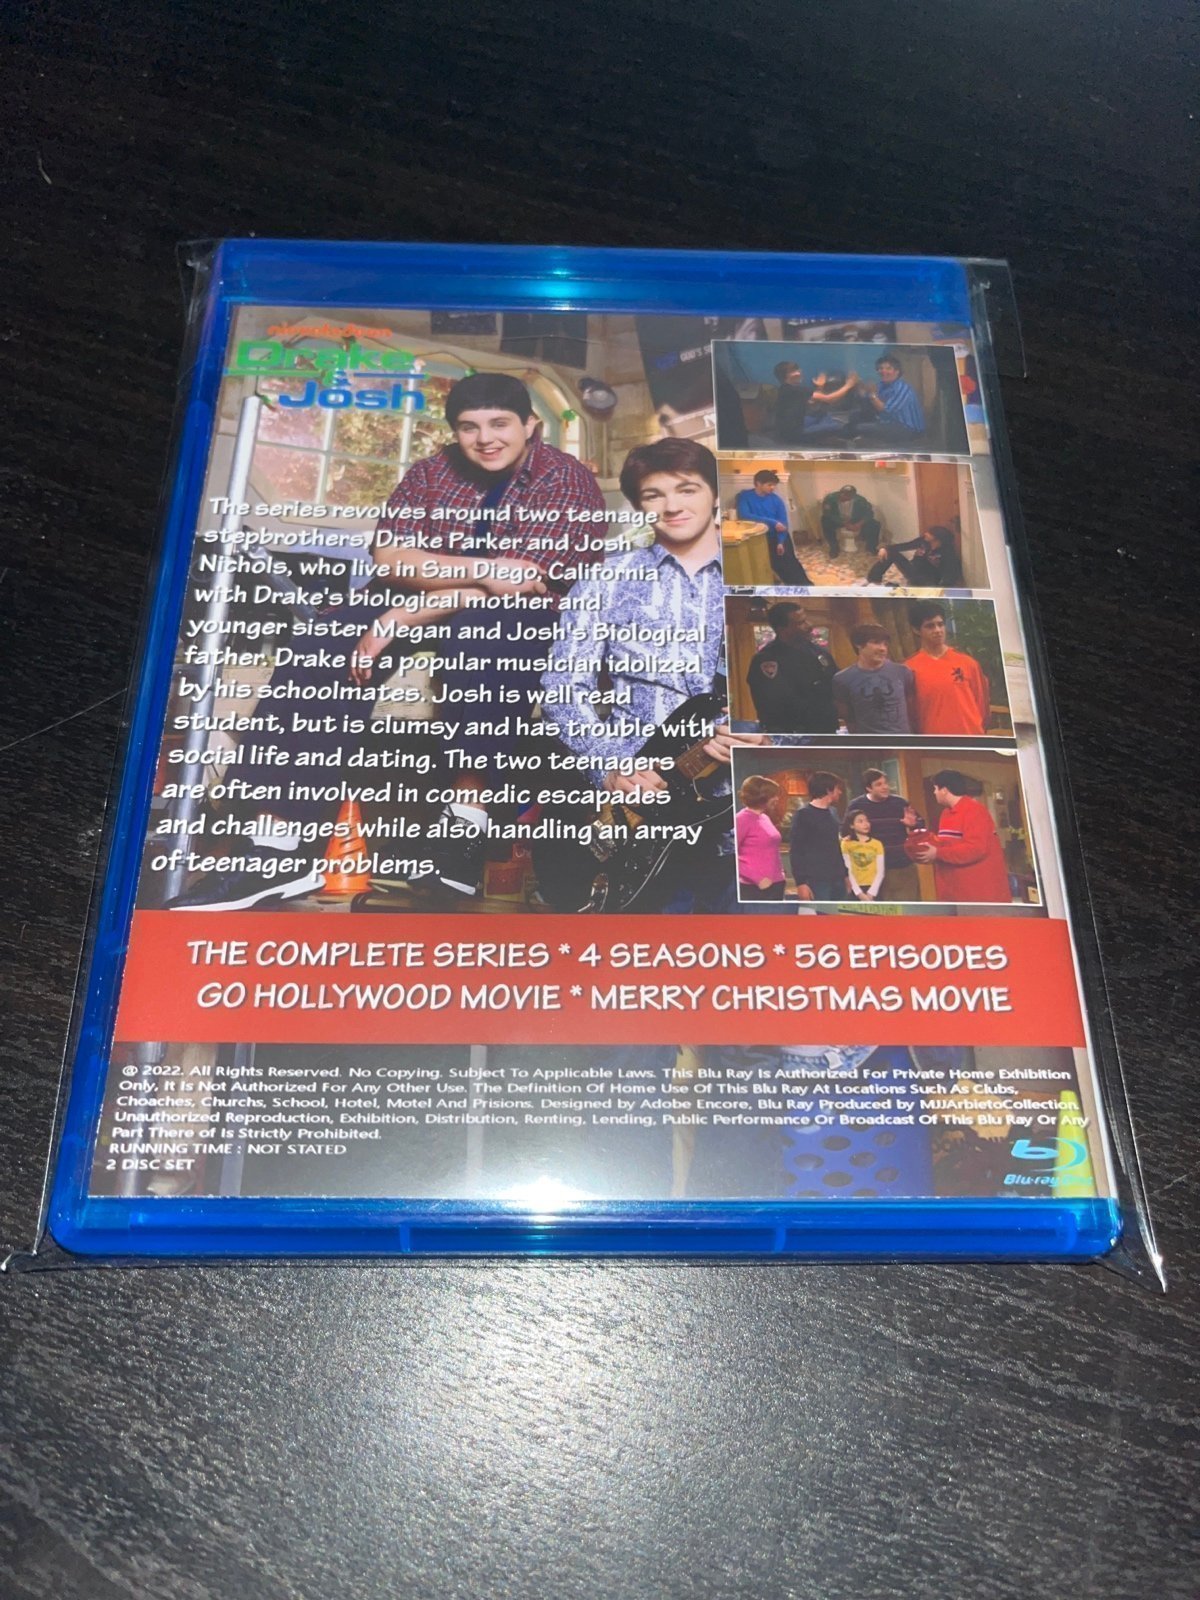 nickelodeon
Drake
& Josh
The series revolves around two teenage
stepbrothers, Drake Parker and Josh
Nichols, who live in San Diego, California
with Drake's biological mother and
younger sister Megan and Josh's Biological
father. Drake is a popular musician idolized
by his schoolmates. Josh is well read
student, but is clumsy and has trouble with
social life and dating. The two teenagers
are often involved in comedic escapades
and challenges while also handling an array
of teenager problems.
THE COMPLETE SERIES * 4 SEASONS * 56 EPISODES
GO HOLLYWOOD MOVIE * MERRY CHRISTMAS MOVIE
@ 2022. All Rights Reserved. No Copying. Subject To Applicable Laws. This Blu Ray Is Authorized For Private Home Exhibition
Only, It Is Not Authorized For Any Other Use. The Definition Of Home Use Of This Blu Ray At Locations Such As Clubs,
Choaches, Churchs, School, Hotel, Motel And Prisions. Designed by Adobe Encore, Blu Ray Produced by MJJArbietoCollection.
Unauthorized Reproduction, Exhibition, Distribution, Renting, Lending, Public Performance Or Broadcast Of This Blu Ray Or Any
Part There of Is Strictly Prohibited.
RUNNING TIME : NOT STATED
2 DISC SET
Blu-ray Disc